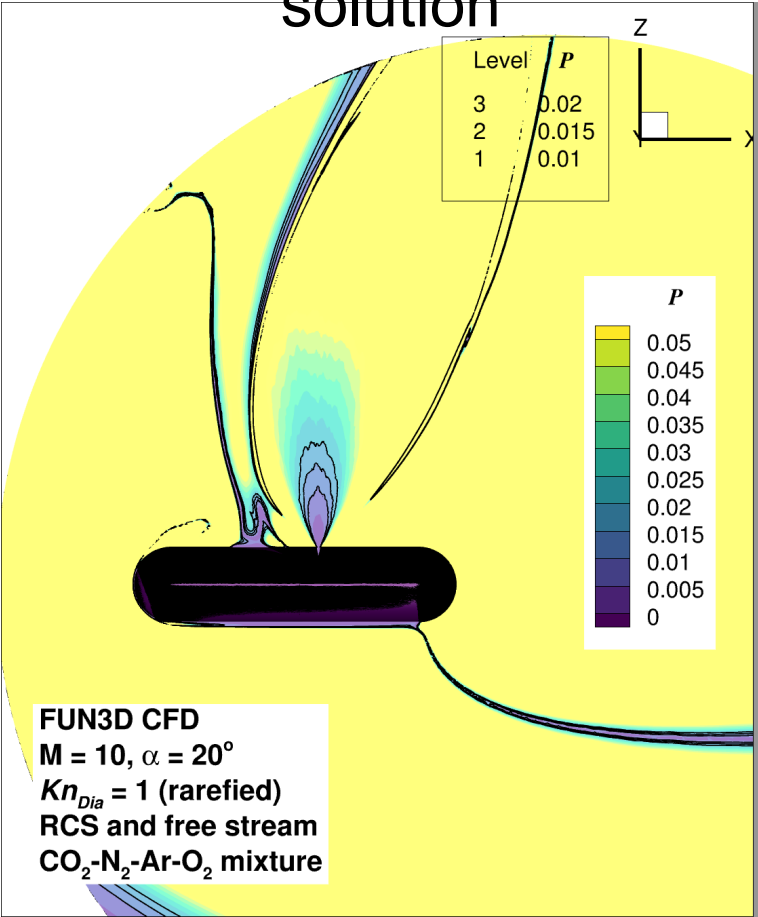 solution
Z
X
Y
Level P
3 0.02
2 0.015
1 0.01
P
0.05
0.045
0.04
0.035
0.03
0.025
0.02
0.015
0.01
0.005
0
FUN3D CFD
M = 10, α = 20°
Kn_Dia = 1 (rarefied)
RCS and free stream
CO₂-N₂-Ar-O₂ mixture